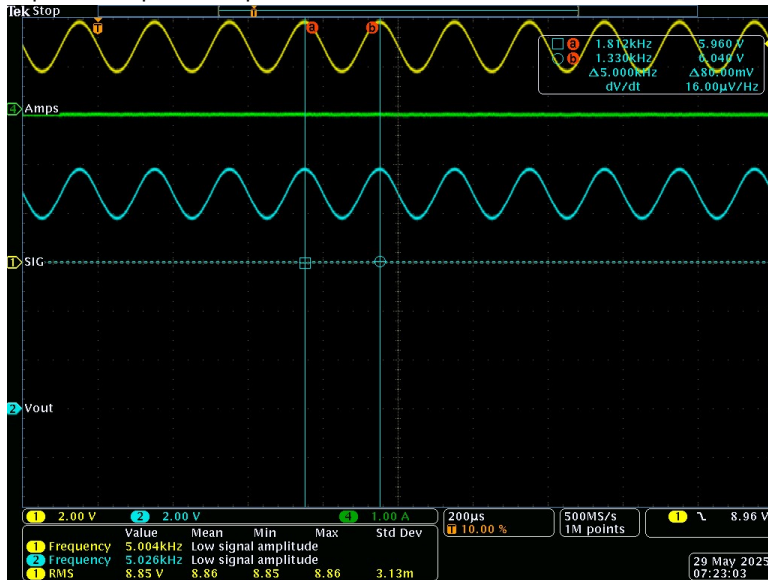 Tek Stop
T
T
a
b
a 1.812kHz 5.960 V
b 1.330kHz 6.040 V
Δ5.000kHz Δ80.00mV
dV/dt 16.00μV/Hz
4 Amps
1 SIG
2 Vout
1 2.00 V 2 2.00 V 4 1.00 A
200μs
T 10.00 %
500MS/s
1M points
1 8.96 V
Value Mean Min Max Std Dev
1 Frequency 5.004kHz Low signal amplitude
2 Frequency 5.026kHz Low signal amplitude
1 RMS 8.85 V 8.86 8.85 8.86 3.13m
29 May 2025
07:23:03